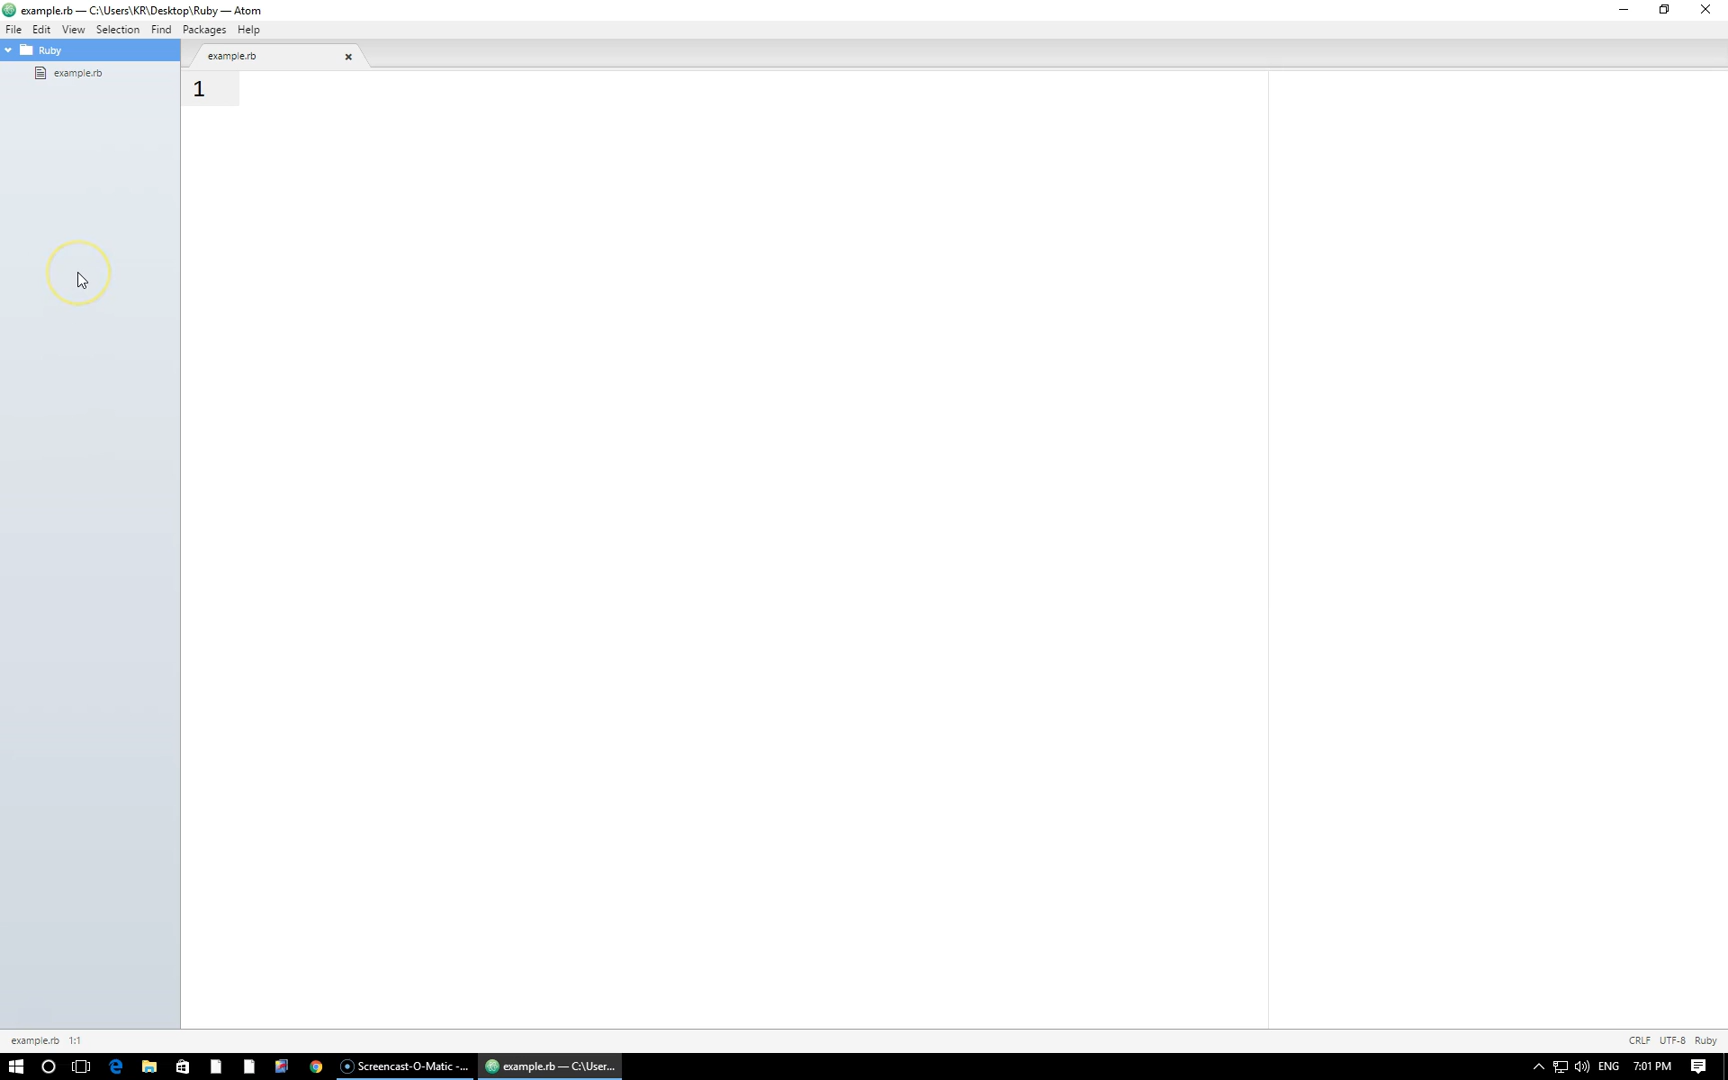 example.rb — C:\Users\KR\Desktop\Ruby — Atom
File Edit View Selection Find Packages Help
Ruby
example.rb
example.rb
1
example.rb 1:1
CRLF UTF-8 Ruby
Screencast-O-Matic -...
example.rb — C:\User...
ENG
7:01 PM